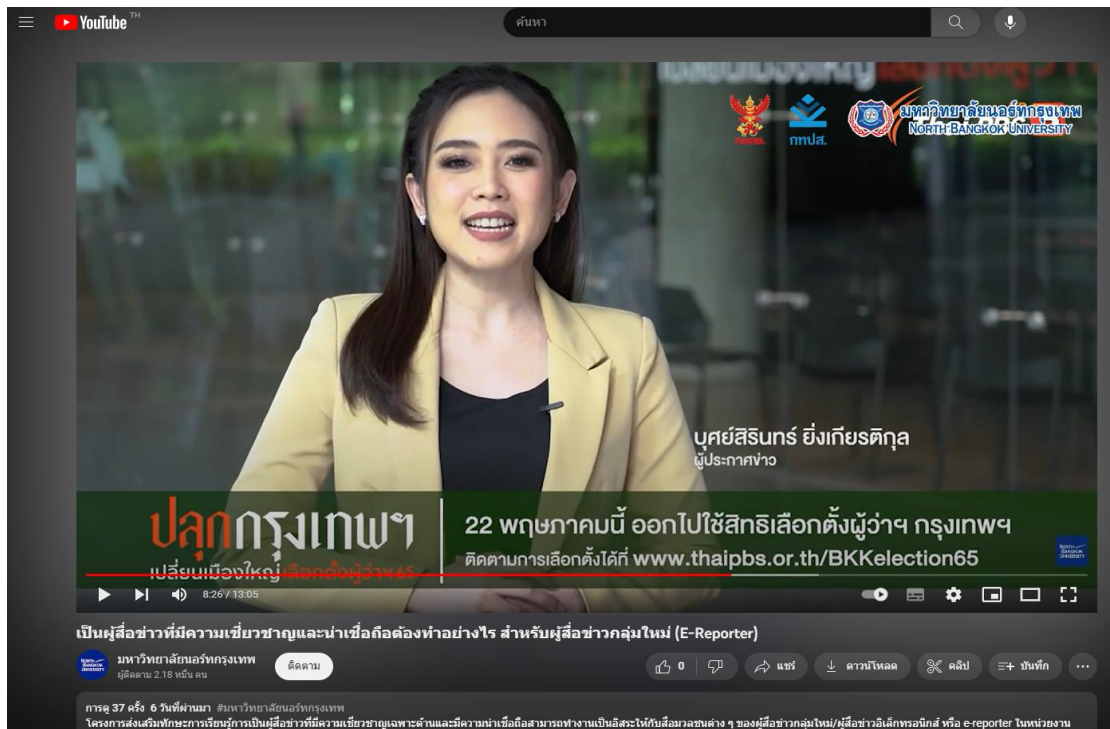 YouTube TH
ค้นหา
กทปส.
มหาวิทยาลัยนอร์ทกรุงเทพ
NORTH BANGKOK UNIVERSITY
บุศย์สิรินทร์ ยิ่งเกียรติกุล
ผู้ประกาศข่าว
ปลุกกรุงเทพฯ
เปลี่ยนเมืองใหญ่เลือกตั้งผู้ว่าฯ65
22 พฤษภาคมนี้ ออกไปใช้สิทธิเลือกตั้งผู้ว่าฯ กรุงเทพฯ
ติดตามการเลือกตั้งได้ที่ www.thaipbs.or.th/BKKelection65
8:26 / 13:05
เป็นผู้สื่อข่าวที่มีความเชี่ยวชาญและน่าเชื่อถือต้องทำอย่างไร สำหรับผู้สื่อข่าวกลุ่มใหม่ (E-Reporter)
มหาวิทยาลัยนอร์ทกรุงเทพ
ผู้ติดตาม 2.18 หมื่น คน
ติดตาม
0
แชร์
ดาวน์โหลด
คลิป
บันทึก
การดู 37 ครั้ง 6 วันที่ผ่านมา #มหาวิทยาลัยนอร์ทกรุงเทพ
โครงการส่งเสริมทักษะการเรียนรู้การเป็นผู้สื่อข่าวที่มีความเชี่ยวชาญเฉพาะด้านและมีความน่าเชื่อถือสามารถทำงานเป็นอิสระให้กับสื่อมวลชนต่าง ๆ ของผู้สื่อข่าวกลุ่มใหม่/ผู้สื่อข่าวอิเล็กทรอนิกส์ หรือ e-reporter ในหน่วยงาน